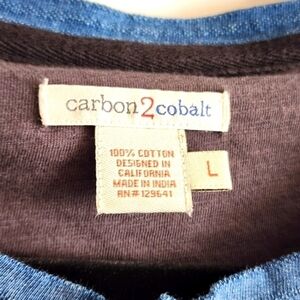 carbon2cobalt
100% COTTON
DESIGNED IN
CALIFORNIA
MADE IN INDIA
RN# 129641
L